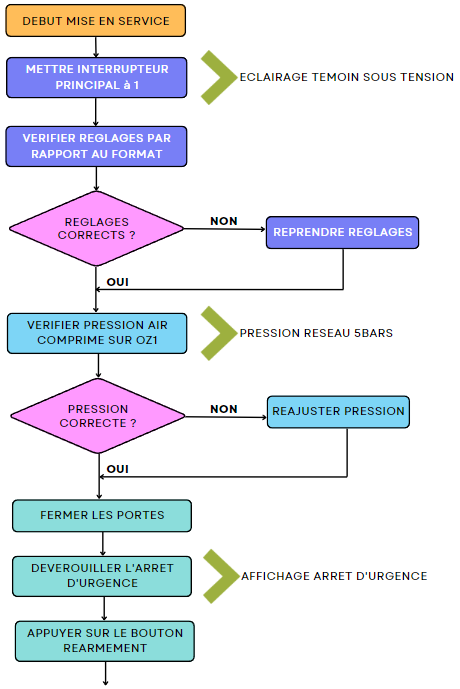 DEBUT MISE EN SERVICE
METTRE INTERRUPTEUR
PRINCIPAL à 1
ECLAIRAGE TEMOIN SOUS TENSION
VERIFIER REGLAGES PAR
RAPPORT AU FORMAT
REGLAGES
CORRECTS ?
NON
REPRENDRE REGLAGES
OUI
VERIFIER PRESSION AIR
COMPRIME SUR OZ1
PRESSION RESEAU 5BARS
PRESSION
CORRECTE ?
NON
REAJUSTER PRESSION
OUI
FERMER LES PORTES
DEVEROUILLER L'ARRET
D'URGENCE
AFFICHAGE ARRET D'URGENCE
APPUYER SUR LE BOUTON
REARMEMENT